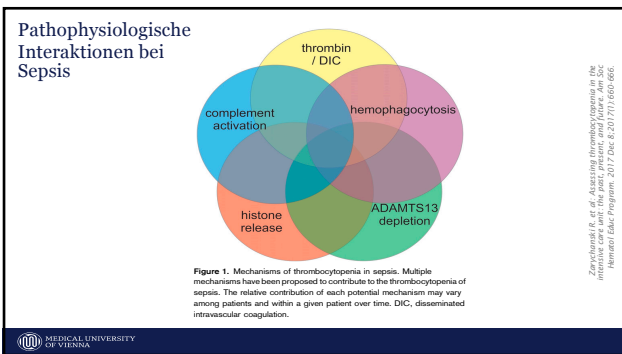 Pathophysiologische
Interaktionen bei
Sepsis
thrombin
/ DIC
complement
activation
hemophagocytosis
histone
release
ADAMTS13
depletion
Figure 1. Mechanisms of thrombocytopenia in sepsis. Multiple
mechanisms have been proposed to contribute to the thrombocytopenia of
sepsis. The relative contribution of each potential mechanism may vary
among patients and within a given patient over time. DIC, disseminated
intravascular coagulation.
Zarychanski R. et al: Assessing thrombocytopenia in the
intensive care unit: the past, present, and future. Am Soc
Hematol Educ Program. 2017 Dec 8;2017(1):660-666.
MEDICAL UNIVERSITY
OF VIENNA